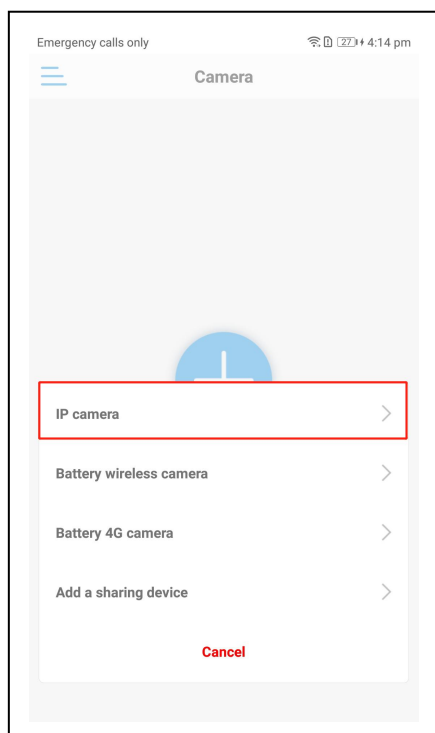 Emergency calls only 27 4:14 pm
Camera
IP camera
Battery wireless camera
Battery 4G camera
Add a sharing device
Cancel